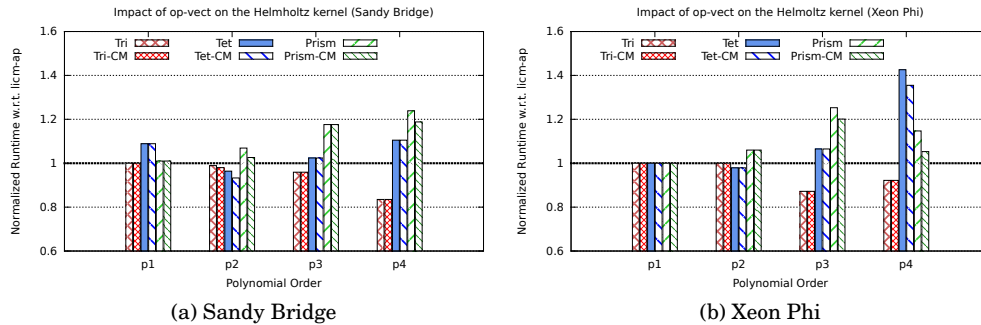 Impact of op-vect on the Helmholtz kernel (Sandy Bridge)
Normalized Runtime w.r.t. licm-ap
1.6
1.4
1.2
1
0.8
0.6
Tri
Tri-CM
Tet
Tet-CM
Prism
Prism-CM
p1 p2 p3 p4
Polynomial Order
(a) Sandy Bridge
Impact of op-vect on the Helmoltz kernel (Xeon Phi)
Normalized Runtime w.r.t. licm-ap
1.6
1.4
1.2
1
0.8
0.6
Tri
Tri-CM
Tet
Tet-CM
Prism
Prism-CM
p1 p2 p3 p4
Polynomial Order
(b) Xeon Phi